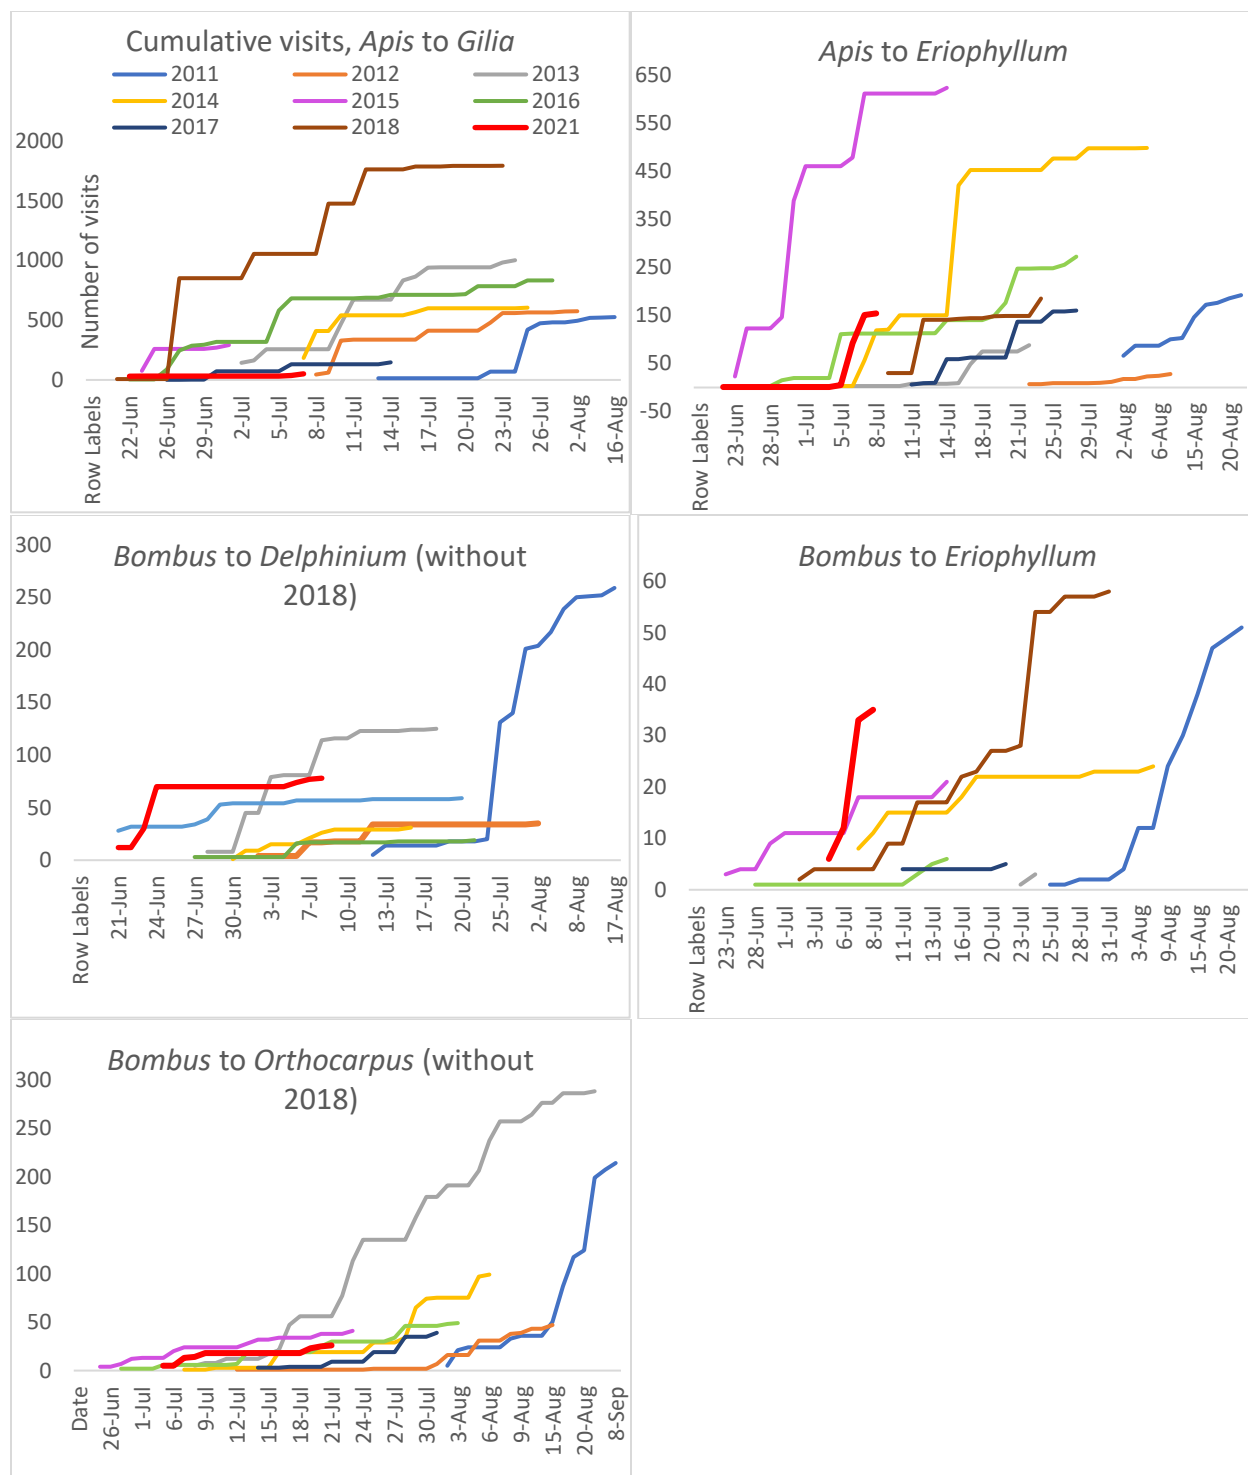 Cumulative visits, Apis to Gilia
2011 2012 2013
2014 2015 2016
2017 2018 2021
2000
1500
1000
500
0
Number of visits
Row Labels 22-Jun 26-Jun 29-Jun 2-Jul 5-Jul 8-Jul 11-Jul 14-Jul 17-Jul 20-Jul 23-Jul 26-Jul 2-Aug 16-Aug
Apis to Eriophyllum
650
550
450
350
250
150
50
-50
Row Labels 23-Jun 28-Jun 1-Jul 5-Jul 8-Jul 11-Jul 14-Jul 18-Jul 21-Jul 25-Jul 29-Jul 2-Aug 6-Aug 15-Aug 20-Aug
Bombus to Delphinium (without
2018)
300
250
200
150
100
50
0
Row Labels 21-Jun 24-Jun 27-Jun 30-Jun 3-Jul 7-Jul 10-Jul 13-Jul 17-Jul 20-Jul 25-Jul 2-Aug 8-Aug 17-Aug
Bombus to Eriophyllum
60
50
40
30
20
10
0
Row Labels 23-Jun 28-Jun 1-Jul 3-Jul 6-Jul 8-Jul 11-Jul 13-Jul 16-Jul 20-Jul 23-Jul 25-Jul 28-Jul 31-Jul 3-Aug 9-Aug 15-Aug 20-Aug
Bombus to Orthocarpus (without
2018)
300
250
200
150
100
50
0
Date 26-Jun 1-Jul 6-Jul 9-Jul 12-Jul 15-Jul 18-Jul 21-Jul 24-Jul 27-Jul 30-Jul 3-Aug 6-Aug 9-Aug 15-Aug 20-Aug 8-Sep